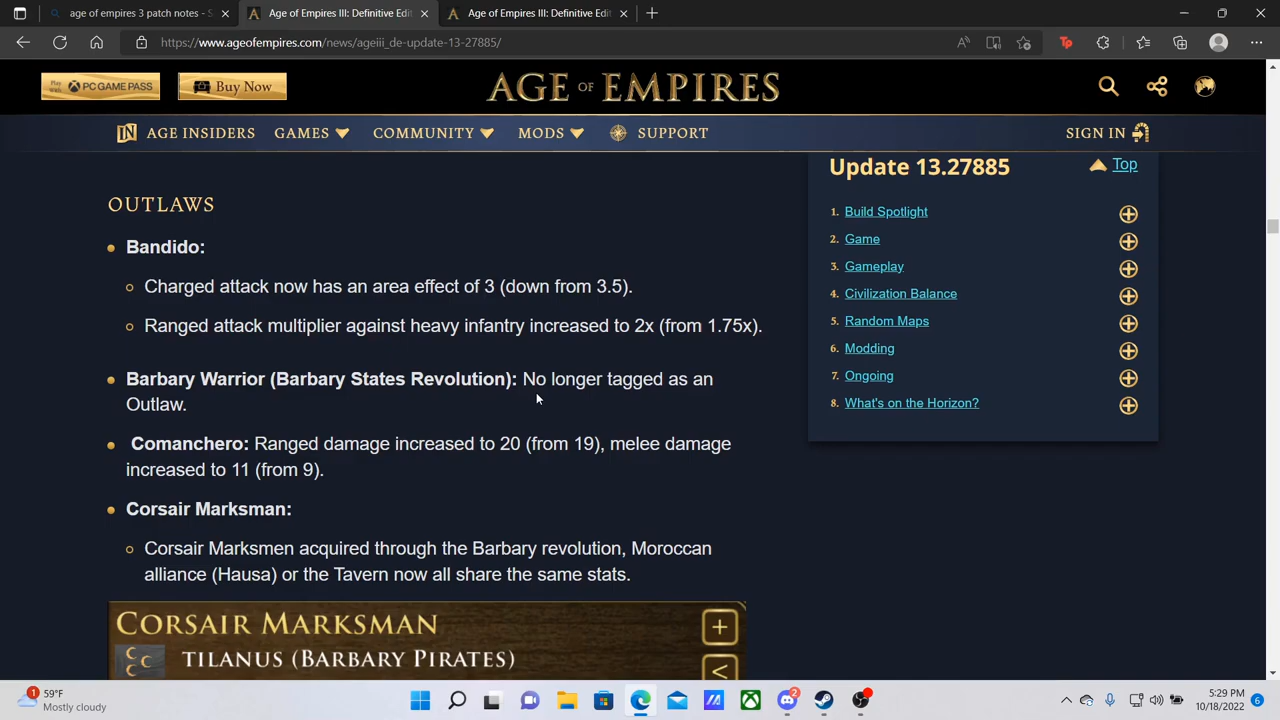 age of empires 3 patch notes - S
Age of Empires III: Definitive Edit
Age of Empires III: Definitive Edit
https://www.ageofempires.com/news/ageiii_de-update-13-27885/
PC GAME PASS
Buy Now
AGE OF EMPIRES
AGE INSIDERS
GAMES
COMMUNITY
MODS
SUPPORT
SIGN IN
OUTLAWS
Bandido:
Charged attack now has an area effect of 3 (down from 3.5).
Ranged attack multiplier against heavy infantry increased to 2x (from 1.75x).
Barbary Warrior (Barbary States Revolution): No longer tagged as an
Outlaw.
Comanchero: Ranged damage increased to 20 (from 19), melee damage
increased to 11 (from 9).
Corsair Marksman:
Corsair Marksmen acquired through the Barbary revolution, Moroccan
alliance (Hausa) or the Tavern now all share the same stats.
CORSAIR MARKSMAN
TILANUS (BARBARY PIRATES)
Update 13.27885
Top
1. Build Spotlight
2. Game
3. Gameplay
4. Civilization Balance
5. Random Maps
6. Modding
7. Ongoing
8. What's on the Horizon?
1
59°F
Mostly cloudy
2
5:29 PM
10/18/2022
6